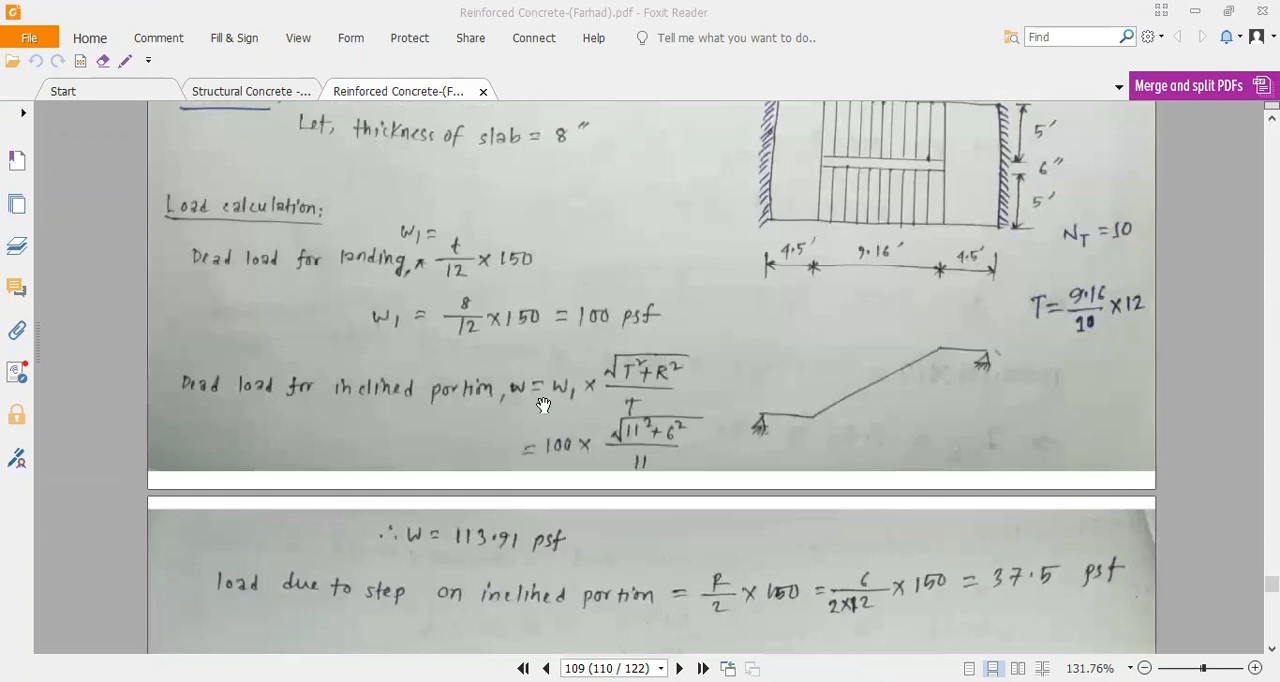 Reinforced Concrete-(Farhad).pdf - Foxit Reader
File Home Comment Fill & Sign View Form Protect Share Connect Help Tell me what you want to do.. Find
Start Structural Concrete -... Reinforced Concrete-(F... Merge and split PDFs
Let, thickness of slab = 8"
5'
6"
5'
4.5' 9.16' 4.5'
N_T = 10
T = 9.16/10 × 12
Load calculation:
Dead load for landing, w₁ = t/12 × 150
w₁ = 8/12 × 150 = 100 psf
Dead load for inclined portion, w = w₁ × √T²+R²/T
= 100 × √11²+6²/11
∴ w = 113.91 psf
load due to step on inclined portion = R/2 × 150 = 6/2×12 × 150 = 37.5 psf
109 (110 / 122) 131.76%